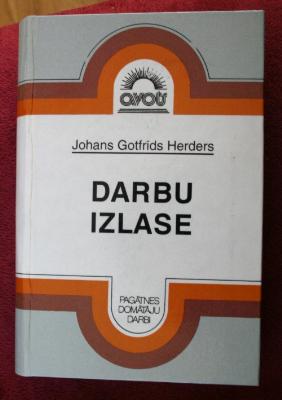 avots
Johans Gotfrids Herders
DARBU
IZLASE
PAGĀTNES
DOMĀTĀJU
DARBI